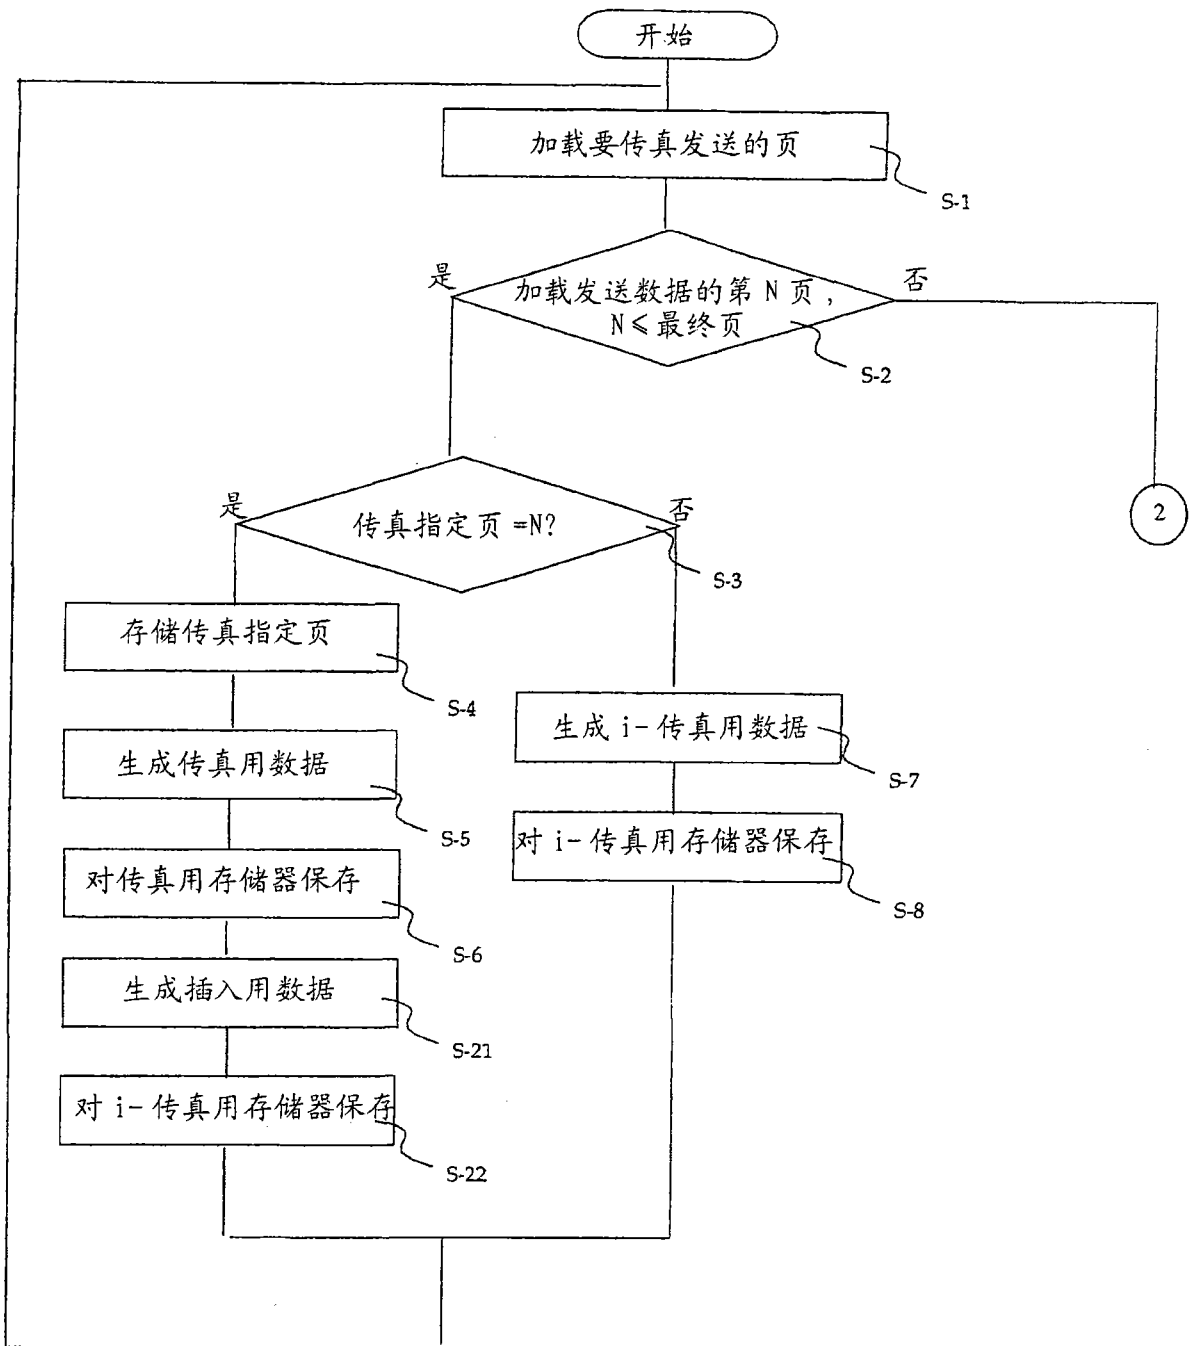 开始
加载要传真发送的页
S-1
是
否
加载发送数据的第 N 页,
N≤最终页
S-2
2
是
否
传真指定页 =N?
S-3
存储传真指定页
S-4
生成 i-传真用数据
S-7
生成传真用数据
S-5
对 i-传真用存储器保存
S-8
对传真用存储器保存
S-6
生成插入用数据
S-21
对 i-传真用存储器保存
S-22